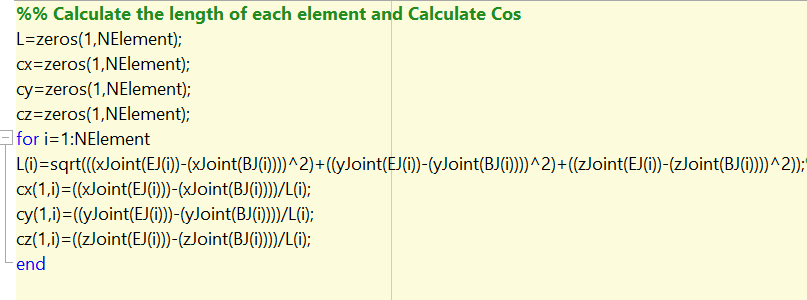 %% Calculate the length of each element and Calculate Cos
L=zeros(1,NElement);
cx=zeros(1,NElement);
cy=zeros(1,NElement);
cz=zeros(1,NElement);
for i=1:NElement
L(i)=sqrt(((xJoint(EJ(i))-(xJoint(BJ(i))))^2)+((yJoint(EJ(i))-(yJoint(BJ(i))))^2)+((zJoint(EJ(i))-(zJoint(BJ(i))))^2));
cx(1,i)=((xJoint(EJ(i)))-(xJoint(BJ(i))))/L(i);
cy(1,i)=((yJoint(EJ(i)))-(yJoint(BJ(i))))/L(i);
cz(1,i)=((zJoint(EJ(i)))-(zJoint(BJ(i))))/L(i);
end